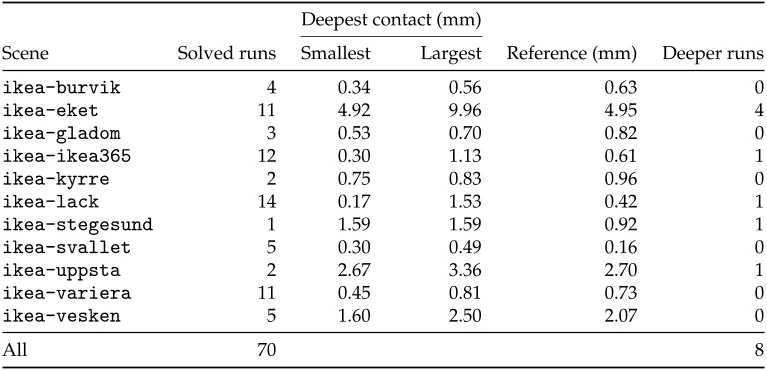 Deepest contact (mm)
Scene Solved runs Smallest Largest Reference (mm) Deeper runs
ikea-burvik 4 0.34 0.56 0.63 0
ikea-eket 11 4.92 9.96 4.95 4
ikea-gladom 3 0.53 0.70 0.82 0
ikea-ikea365 12 0.30 1.13 0.61 1
ikea-kyrre 2 0.75 0.83 0.96 0
ikea-lack 14 0.17 1.53 0.42 1
ikea-stegesund 1 1.59 1.59 0.92 1
ikea-svallet 5 0.30 0.49 0.16 0
ikea-uppsta 2 2.67 3.36 2.70 1
ikea-variera 11 0.45 0.81 0.73 0
ikea-vesken 5 1.60 2.50 2.07 0
All 70 8